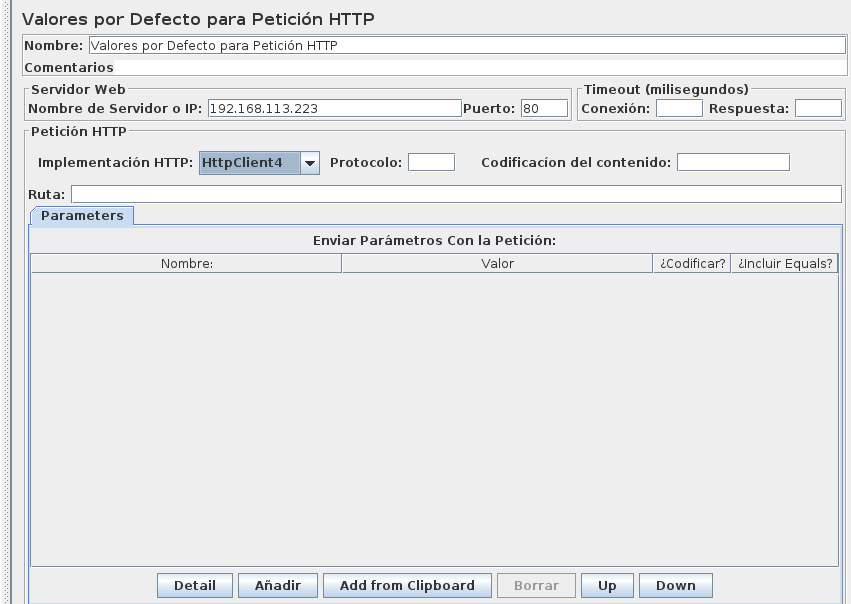 Valores por Defecto para Petición HTTP
Nombre: Valores por Defecto para Petición HTTP
Comentarios
Servidor Web
Nombre de Servidor o IP: 192.168.113.223 Puerto: 80
Timeout (milisegundos)
Conexión: Respuesta:
Petición HTTP
Implementación HTTP: HttpClient4 Protocolo: Codificacíon del contenido:
Ruta:
Parameters
Enviar Parámetros Con la Petición:
Nombre: Valor ¿Codificar? ¿Incluir Equals?
Detail Añadir Add from Clipboard Borrar Up Down